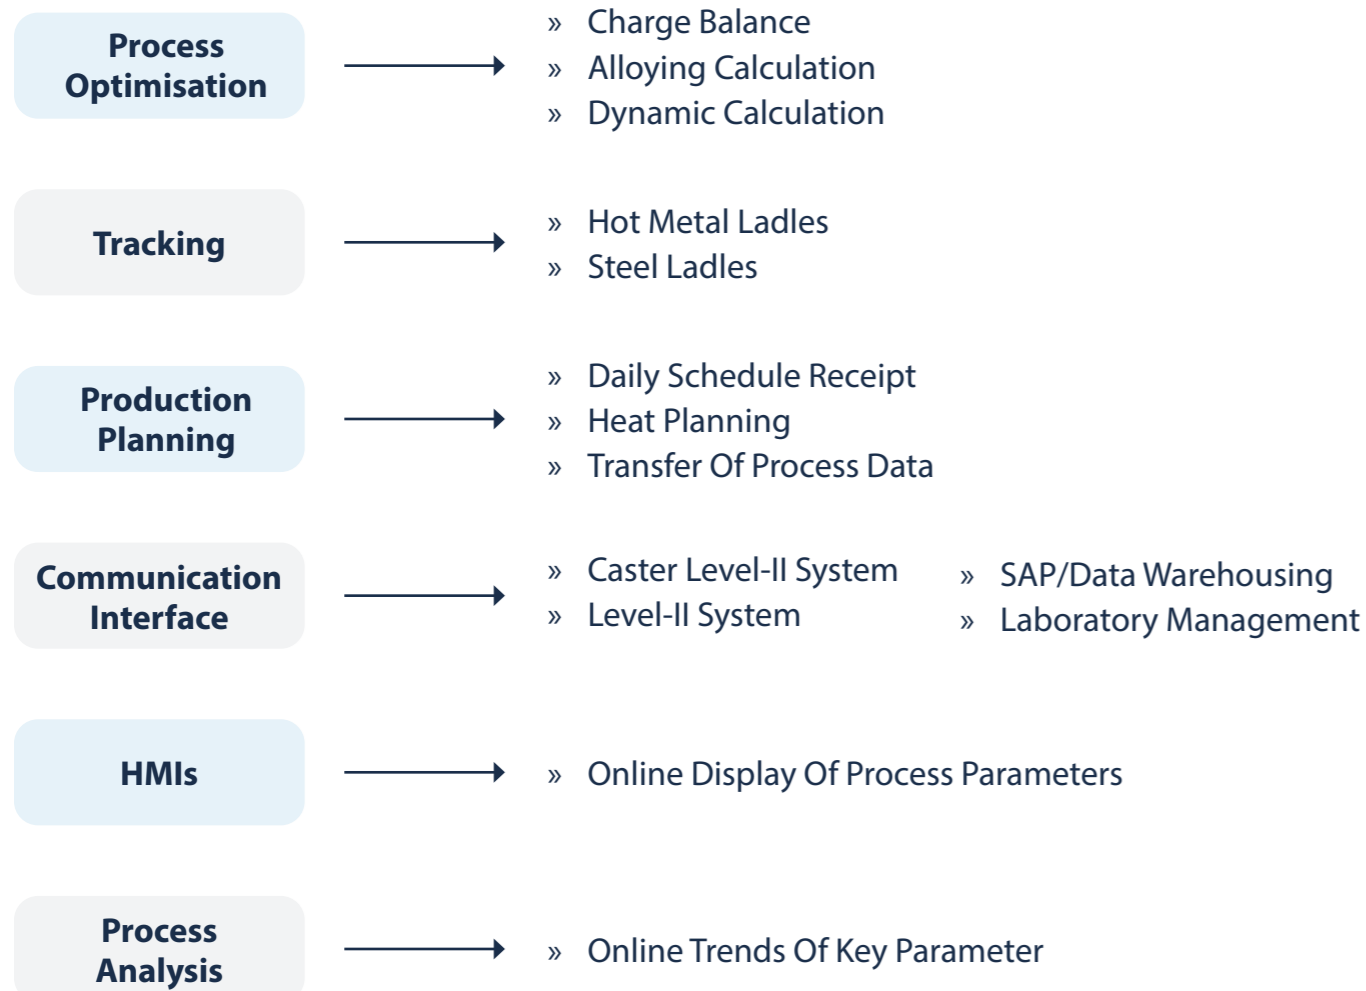 Process
Optimisation
» Charge Balance
» Alloying Calculation
» Dynamic Calculation
Tracking
» Hot Metal Ladles
» Steel Ladles
Production
Planning
» Daily Schedule Receipt
» Heat Planning
» Transfer Of Process Data
Communication
Interface
» Caster Level-II System
» Level-II System
» SAP/Data Warehousing
» Laboratory Management
HMIs
» Online Display Of Process Parameters
Process
Analysis
» Online Trends Of Key Parameter